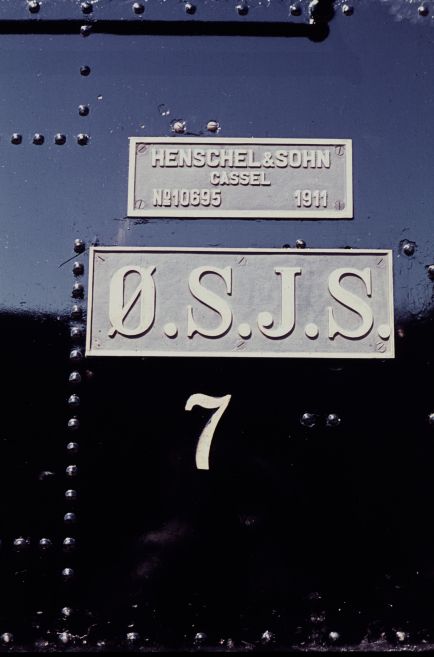 HENSCHEL&SOHN
CASSEL
№10695 1911
Ø.S.J.S.
7